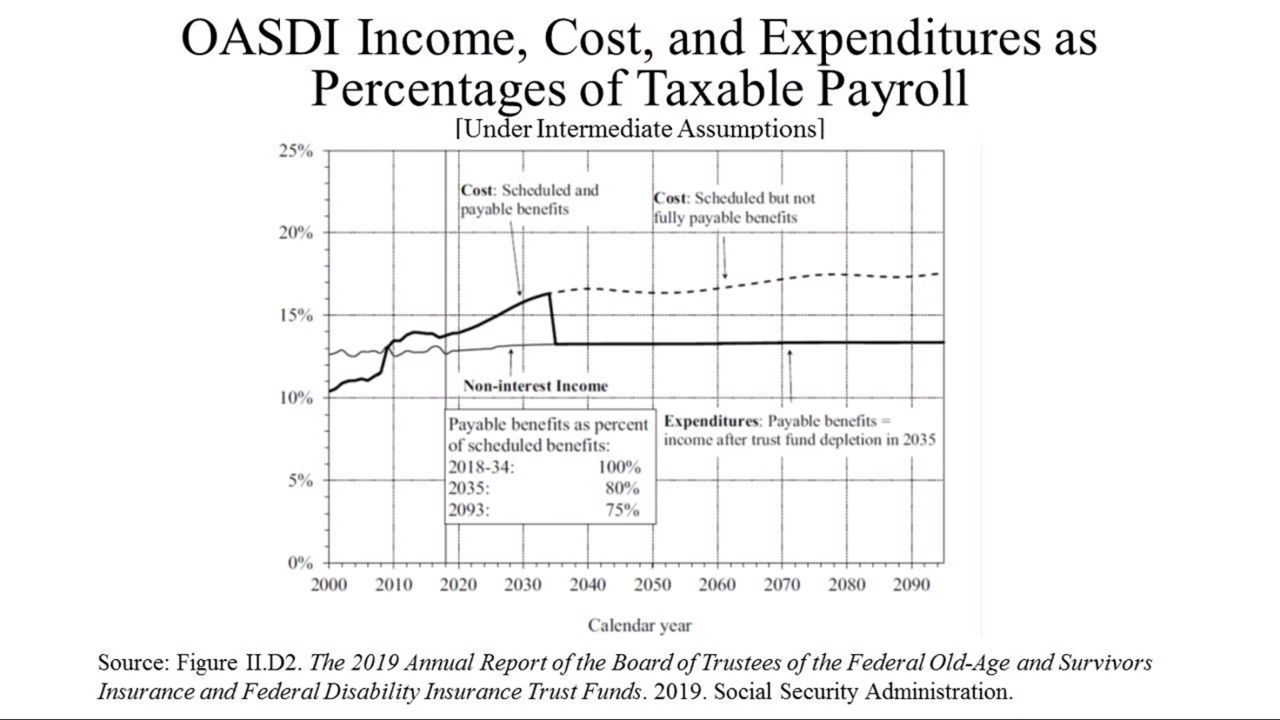 OASDI Income, Cost, and Expenditures as
Percentages of Taxable Payroll
[Under Intermediate Assumptions]
25%
20%
15%
10%
5%
0%
Cost: Scheduled and
payable benefits
Cost: Scheduled but not
fully payable benefits
Non-interest Income
Expenditures: Payable benefits =
income after trust fund depletion in 2035
Payable benefits as percent
of scheduled benefits:
2018-34: 100%
2035: 80%
2093: 75%
2000 2010 2020 2030 2040 2050 2060 2070 2080 2090
Calendar year
Source: Figure II.D2. The 2019 Annual Report of the Board of Trustees of the Federal Old-Age and Survivors
Insurance and Federal Disability Insurance Trust Funds. 2019. Social Security Administration.